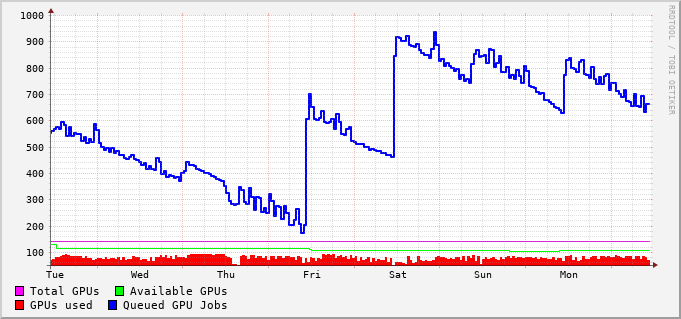 1000
900
800
700
600
500
400
300
200
100
Tue Wed Thu Fri Sat Sun Mon
Total GPUs Available GPUs
GPUs used Queued GPU Jobs
RRDTOOL / TOBI OETIKER